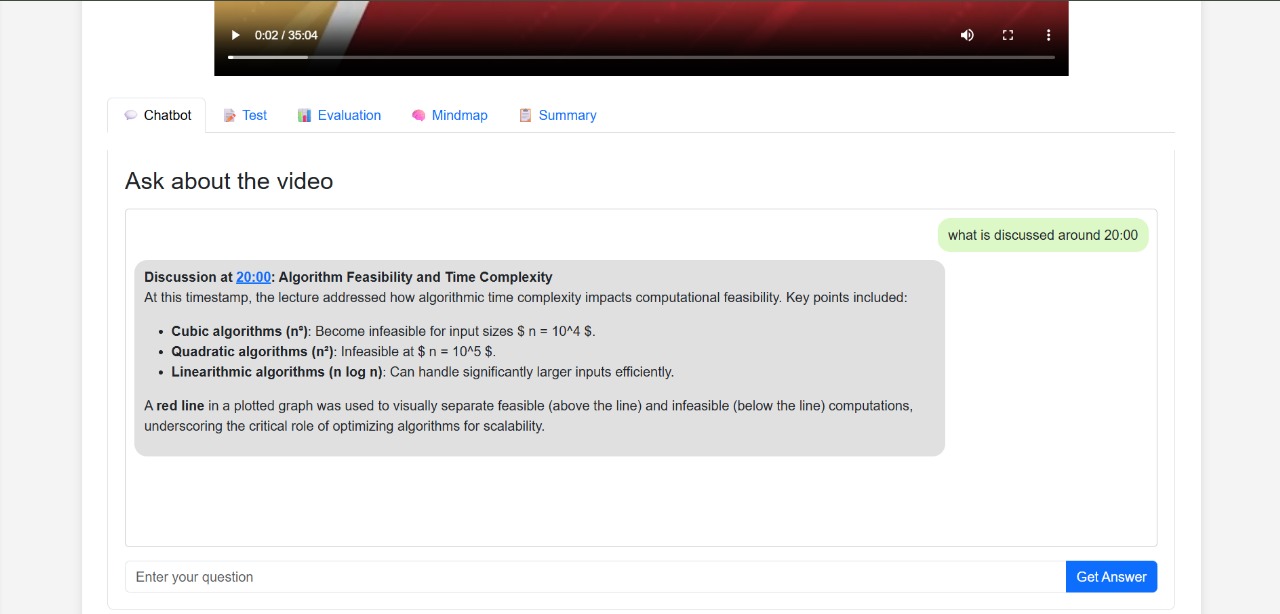 0:02 / 35:04
Chatbot
Test
Evaluation
Mindmap
Summary
Ask about the video
what is discussed around 20:00
Discussion at 20:00: Algorithm Feasibility and Time Complexity
At this timestamp, the lecture addressed how algorithmic time complexity impacts computational feasibility. Key points included:
• Cubic algorithms (n³): Become infeasible for input sizes $ n = 10^4 $.
• Quadratic algorithms (n²): Infeasible at $ n = 10^5 $.
• Linearithmic algorithms (n log n): Can handle significantly larger inputs efficiently.
A red line in a plotted graph was used to visually separate feasible (above the line) and infeasible (below the line) computations,
underscoring the critical role of optimizing algorithms for scalability.
Enter your question
Get Answer